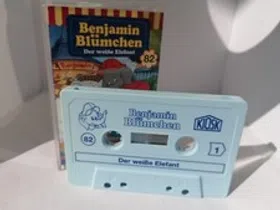 Benjamin
Blümchen
Der weiße Elefant
82
Benjamin
Blümchen
KIOSK
82
1
Der weiße Elefant